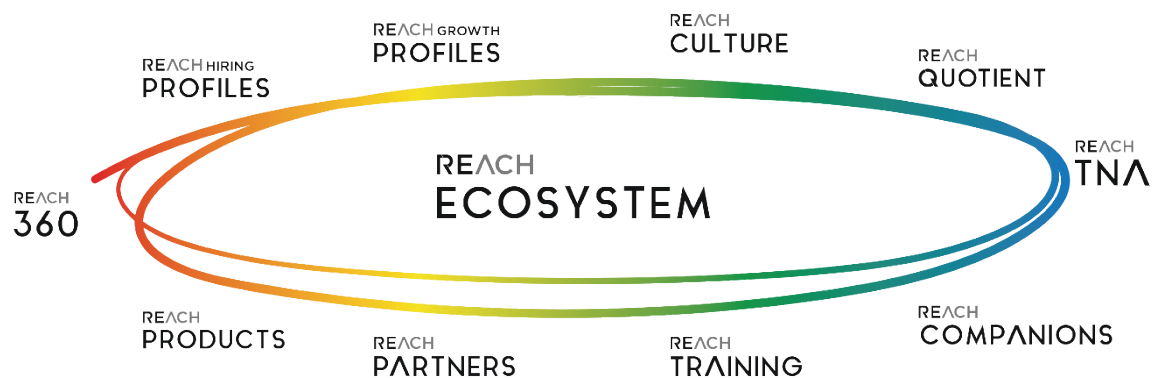 REACH GROWTH
PROFILES
REACH
CULTURE
REACH HIRING
PROFILES
REACH
QUOTIENT
REACH
TNA
REACH
ECOSYSTEM
REACH
360
REACH
PRODUCTS
REACH
PARTNERS
REACH
TRAINING
REACH
COMPANIONS